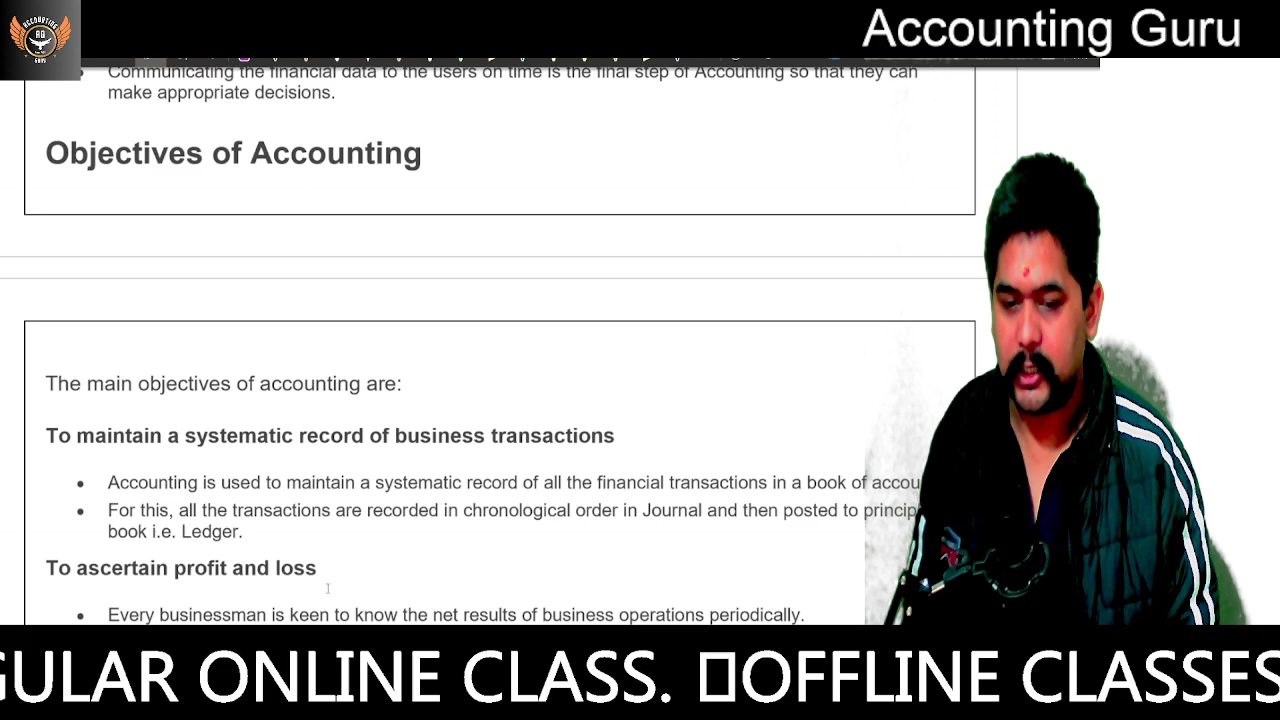 Accounting Guru
ACCOUNTING
AG
GURU
Communicating the financial data to the users on time is the final step of Accounting so that they can
make appropriate decisions.
Objectives of Accounting
The main objectives of accounting are:
To maintain a systematic record of business transactions
• Accounting is used to maintain a systematic record of all the financial transactions in a book of accou
• For this, all the transactions are recorded in chronological order in Journal and then posted to princip
book i.e. Ledger.
To ascertain profit and loss
• Every businessman is keen to know the net results of business operations periodically.
GULAR ONLINE CLASS. OFFLINE CLASSES